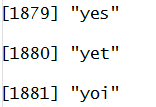 [1879] "yes"
[1880] "yet"
[1881] "yoi"